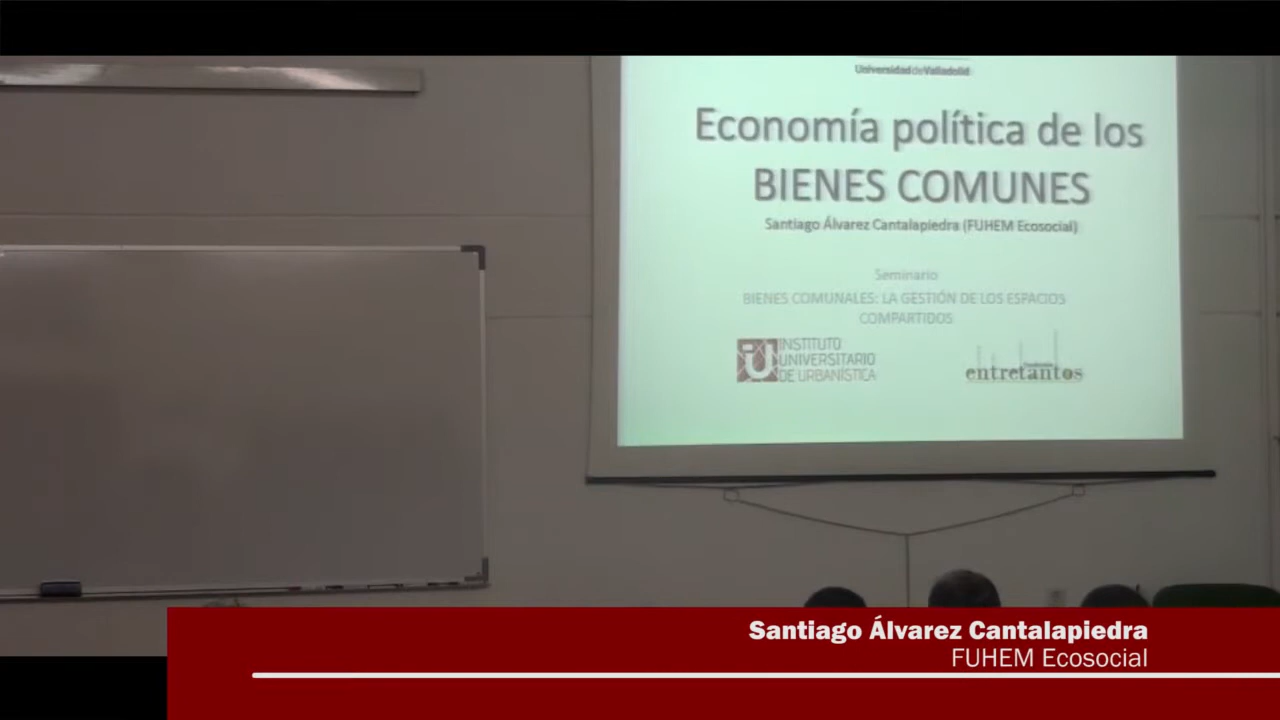 Universidad de Valladolid
Economía política de los
BIENES COMUNES
Santiago Álvarez Cantalapiedra (FUHEM Ecosocial)
Seminario
BIENES COMUNALES: LA GESTIÓN DE LOS ESPACIOS
COMPARTIDOS
INSTITUTO
UNIVERSITARIO
DE URBANÍSTICA
entretantos
Santiago Álvarez Cantalapiedra
FUHEM Ecosocial